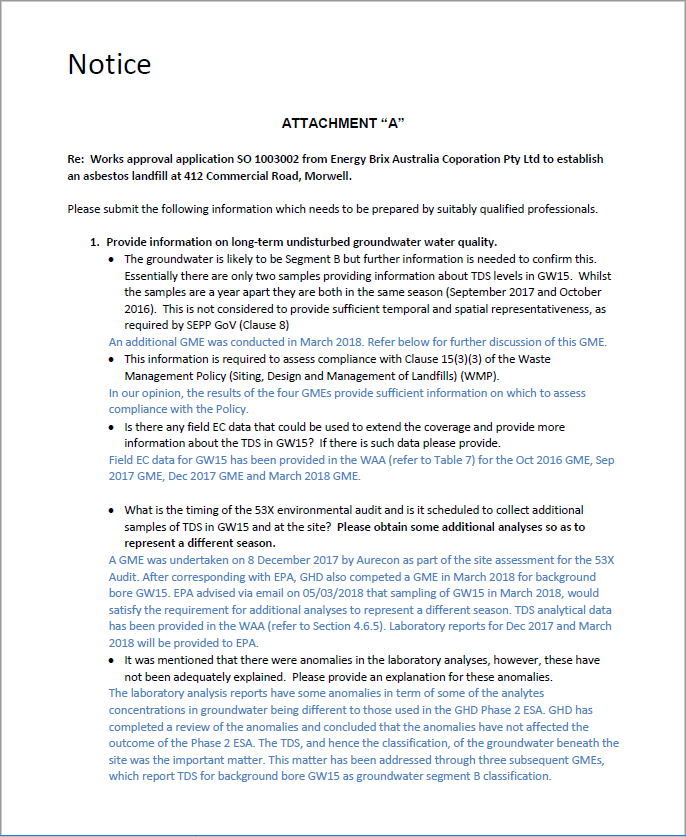 Notice
ATTACHMENT “A”
Re:  Works approval application SO 1003002 from Energy Brix Australia Coporation Pty Ltd to establish
an asbestos landfill at 412 Commercial Road, Morwell.
Please submit the following information which needs to be prepared by suitably qualified professionals.
1. Provide information on long-term undisturbed groundwater water quality.
• The groundwater is likely to be Segment B but further information is needed to confirm this.
Essentially there are only two samples providing information about TDS levels in GW15.  Whilst
the samples are a year apart they are both in the same season (September 2017 and October
2016).  This is not considered to provide sufficient temporal and spatial representativeness, as
required by SEPP GoV (Clause 8)
An additional GME was conducted in March 2018. Refer below for further discussion of this GME.
• This information is required to assess compliance with Clause 15(3)(3) of the Waste
Management Policy (Siting, Design and Management of Landfills) (WMP).
In our opinion, the results of the four GMEs provide sufficient information on which to assess
compliance with the Policy.
• Is there any field EC data that could be used to extend the coverage and provide more
information about the TDS in GW15?  If there is such data please provide.
Field EC data for GW15 has been provided in the WAA (refer to Table 7) for the Oct 2016 GME, Sep
2017 GME, Dec 2017 GME and March 2018 GME.
• What is the timing of the 53X environmental audit and is it scheduled to collect additional
samples of TDS in GW15 and at the site?  Please obtain some additional analyses so as to
represent a different season.
A GME was undertaken on 8 December 2017 by Aurecon as part of the site assessment for the 53X
Audit. After corresponding with EPA, GHD also competed a GME in March 2018 for background
bore GW15. EPA advised via email on 05/03/2018 that sampling of GW15 in March 2018, would
satisfy the requirement for additional analyses to represent a different season. TDS analytical data
has been provided in the WAA (refer to Section 4.6.5). Laboratory reports for Dec 2017 and March
2018 will be provided to EPA.
• It was mentioned that there were anomalies in the laboratory analyses, however, these have
not been adequately explained.  Please provide an explanation for these anomalies.
The laboratory analysis reports have some anomalies in term of some of the analytes
concentrations in groundwater being different to those used in the GHD Phase 2 ESA. GHD has
completed a review of the anomalies and concluded that the anomalies have not affected the
outcome of the Phase 2 ESA. The TDS, and hence the classification, of the groundwater beneath the
site was the important matter. This matter has been addressed through three subsequent GMEs,
which report TDS for background bore GW15 as groundwater segment B classification.